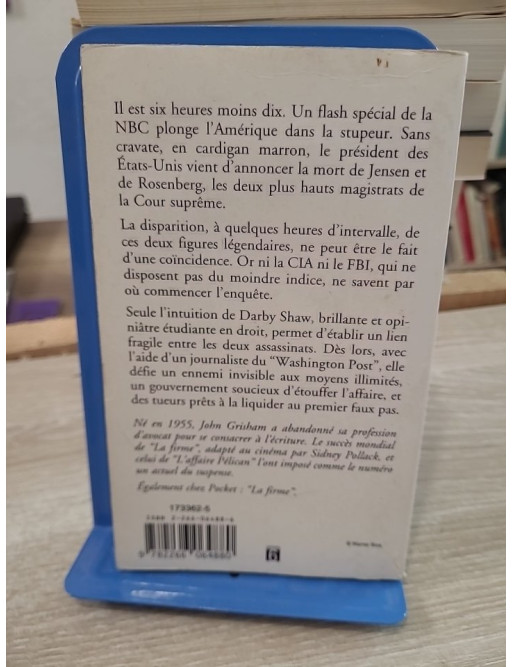 Il est six heures moins dix. Un flash spécial de la
NBC plonge l'Amérique dans la stupeur. Sans
cravate, en cardigan marron, le président des
États-Unis vient d'annoncer la mort de Jensen et
de Rosenberg, les deux plus hauts magistrats de
la Cour suprême.
La disparition, à quelques heures d'intervalle, de
ces deux figures légendaires, ne peut être le fait
d'une coïncidence. Or ni la CIA ni le FBI, qui ne
disposent pas du moindre indice, ne savent par
où commencer l'enquête.
Seule l'intuition de Darby Shaw, brillante et opi-
niâtre étudiante en droit, permet d'établir un lien
fragile entre les deux assassinats. Dès lors, avec
l'aide d'un journaliste du "Washington Post", elle
défie un ennemi invisible aux moyens illimités,
un gouvernement soucieux d'étouffer l'affaire, et
des tueurs prêts à la liquider au premier faux pas.
Né en 1955, John Grisham a abandonné sa profession
d'avocat pour se consacrer à l'écriture. Le succès mondial
de "La firme", adapté au cinéma par Sidney Pollack, et
celui de "L'affaire Pélican" l'ont imposé comme le numéro
un actuel du suspense.
Également chez Pocket : "La firme".
173362-5
9 782266 064880